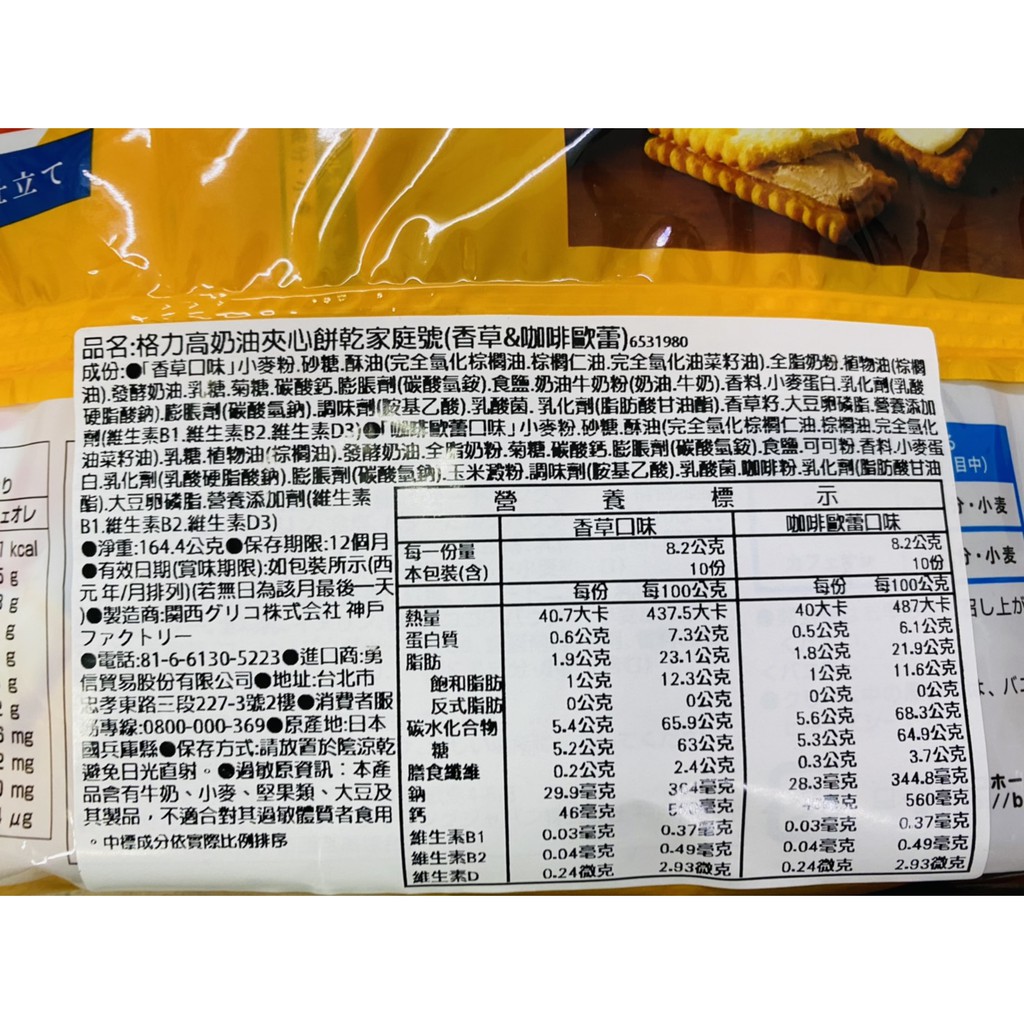 立て
品名:格力高奶油夾心餅乾家庭號(香草&咖啡歐蕾)6531980
成份:●「香草口味」小麥粉.砂糖.酥油(完全氫化棕櫚油.棕櫚仁油.完全氫化油菜籽油).全脂奶粉.植物油(棕櫚
油).發酵奶油.乳糖.菊糖.碳酸鈣.膨脹劑(碳酸氫銨).食鹽.奶油牛奶粉(奶油.牛奶).香料.小麥蛋白.乳化劑(乳酸
硬脂酸鈉).膨脹劑(碳酸氫鈉).調味劑(胺基乙酸).乳酸菌.乳化劑(脂肪酸甘油酯).香草籽.大豆卵磷脂.營養添加
劑(維生素B1.維生素B2.維生素D3)●「咖啡歐蕾口味」小麥粉.砂糖.酥油(完全氫化棕櫚仁油.棕櫚油.完全氫化
油菜籽油).乳糖.植物油(棕櫚油).發酵奶油.全脂奶粉.菊糖.碳酸鈣.膨脹劑(碳酸氫銨).食鹽.可可粉.香料.小麥蛋
白.乳化劑(乳酸硬脂酸鈉).膨脹劑(碳酸氫鈉).玉米澱粉.調味劑(胺基乙酸).乳酸菌.咖啡粉.乳化劑(脂肪酸甘油
酯).大豆卵磷脂.營養添加劑(維生素
B1.維生素B2.維生素D3)
●淨重:164.4公克●保存期限:12個月
●有效日期(賞味期限):如包裝所示(西
元年/月排列)(若無日為該月最後一天
)●製造商:関西グリコ株式会社 神戶
ファクトリー
●電話:81-6-6130-5223●進口商:勇
信貿易股份有限公司●地址:台北市
忠孝東路三段227-3號2樓●消費者服
務專線:0800-000-369●原產地:日本
國兵庫縣●保存方式:請放置於陰涼乾
避免日光直射。●過敏原資訊：本產
品含有牛奶、小麥、堅果類、大豆及
其製品，不適合對其過敏體質者食用
。中標成分依實際比例排序
營養標示
香草口味 咖啡歐蕾口味
每一份量 8.2公克 8.2公克
本包裝(含) 10份 10份
每份 每100公克 每份 每100公克
熱量 40.7大卡 437.5大卡 40大卡 487大卡
蛋白質 0.6公克 7.3公克 0.5公克 6.1公克
脂肪 1.9公克 23.1公克 1.8公克 21.9公克
飽和脂肪 1公克 12.3公克 1公克 11.6公克
反式脂肪 0公克 0公克 0公克 0公克
碳水化合物 5.4公克 65.9公克 5.6公克 68.3公克
糖 5.2公克 63公克 5.3公克 64.9公克
膳食纖維 0.2公克 2.4公克 0.3公克 3.7公克
鈉 29.9毫克 364毫克 28.3毫克 344.8毫克
鈣 46毫克 毫克 毫克 560毫克
維生素B1 0.03毫克 0.37毫克 0.03毫克 0.37毫克
維生素B2 0.04毫克 0.49毫克 0.04毫克 0.49毫克
維生素D 0.24微克 2.93微克 0.24微克 2.93微克
ェオレ
kcal
g
g
g
g
g
g
mg
mg
mg
μg
目中)
・小麦
分・小麦
召し上が
ホー
//b